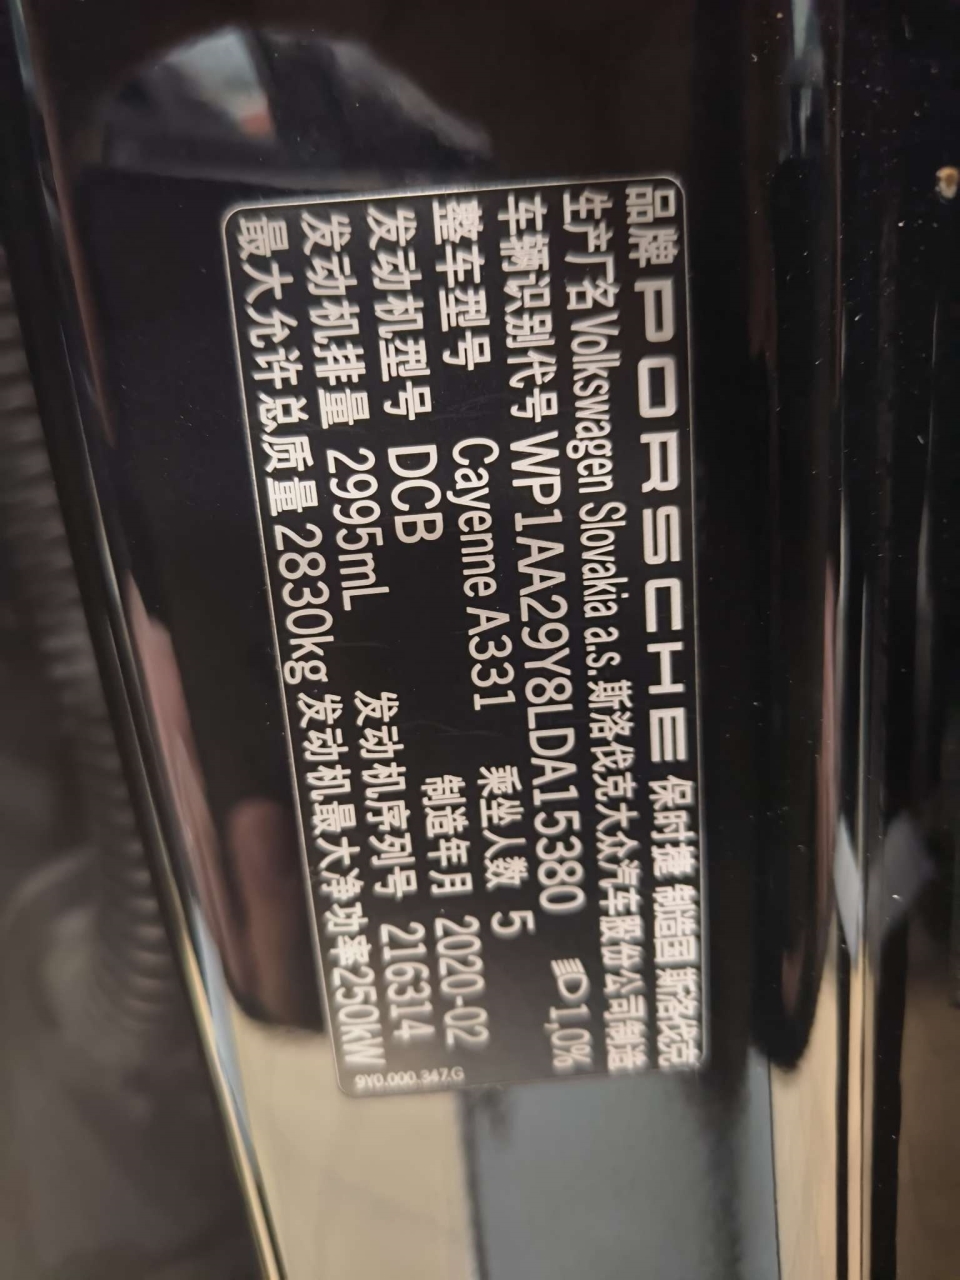 品牌 PORSCHE 保时捷 制造国 斯洛伐克
生产厂名 Volkswagen Slovakia a.s. 斯洛伐克大众汽车股份公司制造
车辆识别代号 WP1AA29Y8LDA15380 1,0%
整车型号 Cayenne A331 乘坐人数 5
发动机型号 DCB 制造年月 2020-02
发动机排量 2995mL 发动机序列号 216314
最大允许总质量 2830kg 发动机最大净功率250kW
9Y0.000.347.G